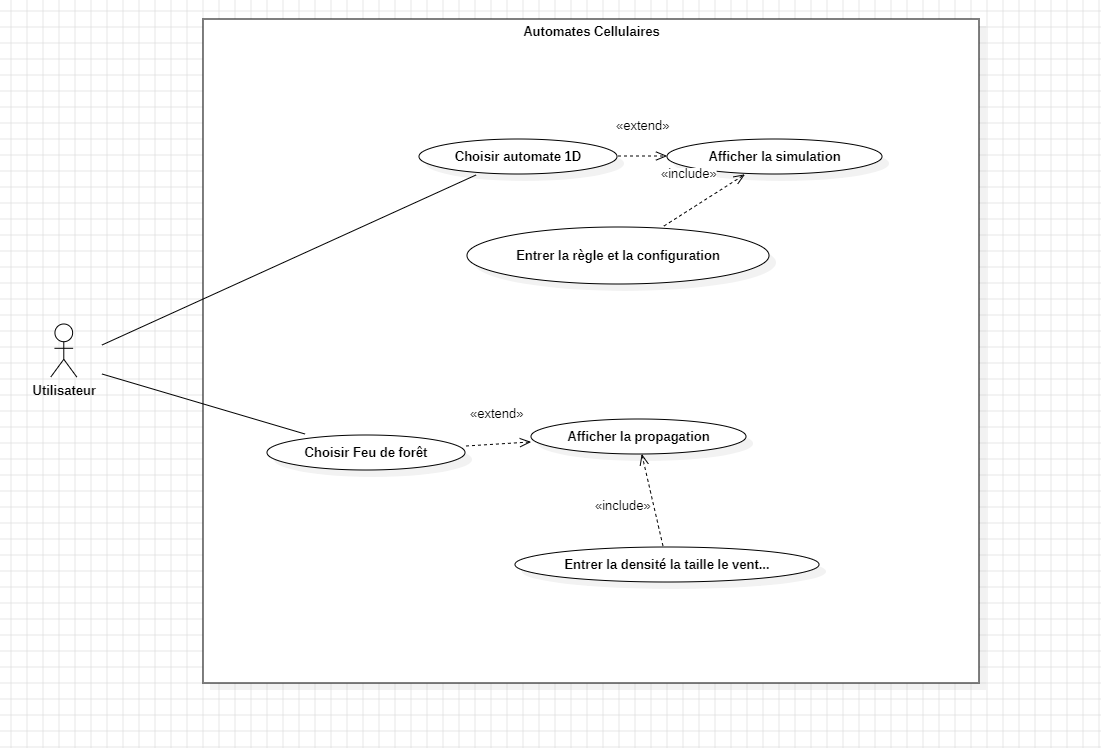 Automates Cellulaires
«extend»
Choisir automate 1D
Afficher la simulation
«include»
Entrer la règle et la configuration
Utilisateur
«extend»
Afficher la propagation
Choisir Feu de forêt
«include»
Entrer la densité la taille le vent...